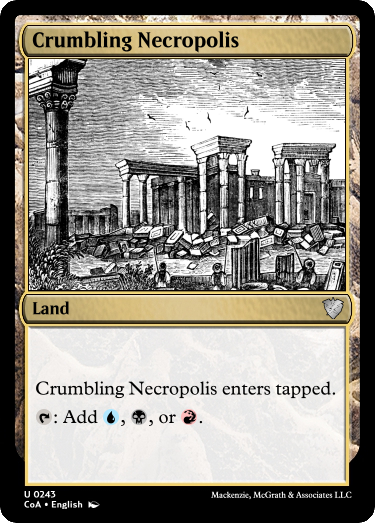 Crumbling Necropolis
Land
Crumbling Necropolis enters tapped.
: Add , , or .
U 0243
CoA • English
Mackenzie, McGrath & Associates LLC